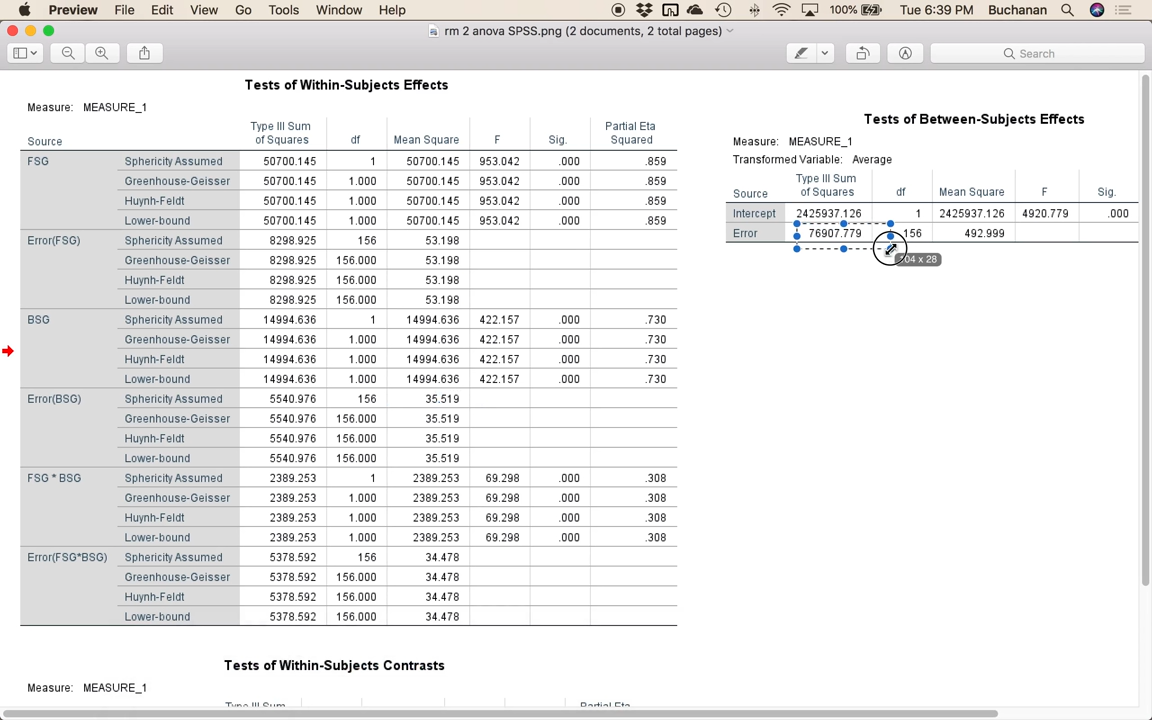 Preview File Edit View Go Tools Window Help 100% Tue 6:39 PM Buchanan
rm 2 anova SPSS.png (2 documents, 2 total pages)
Search
Tests of Within-Subjects Effects
Measure: MEASURE_1
Source Type III Sum of Squares df Mean Square F Sig. Partial Eta Squared
FSG Sphericity Assumed 50700.145 1 50700.145 953.042 .000 .859
Greenhouse-Geisser 50700.145 1.000 50700.145 953.042 .000 .859
Huynh-Feldt 50700.145 1.000 50700.145 953.042 .000 .859
Lower-bound 50700.145 1.000 50700.145 953.042 .000 .859
Error(FSG) Sphericity Assumed 8298.925 156 53.198
Greenhouse-Geisser 8298.925 156.000 53.198
Huynh-Feldt 8298.925 156.000 53.198
Lower-bound 8298.925 156.000 53.198
BSG Sphericity Assumed 14994.636 1 14994.636 422.157 .000 .730
Greenhouse-Geisser 14994.636 1.000 14994.636 422.157 .000 .730
Huynh-Feldt 14994.636 1.000 14994.636 422.157 .000 .730
Lower-bound 14994.636 1.000 14994.636 422.157 .000 .730
Error(BSG) Sphericity Assumed 5540.976 156 35.519
Greenhouse-Geisser 5540.976 156.000 35.519
Huynh-Feldt 5540.976 156.000 35.519
Lower-bound 5540.976 156.000 35.519
FSG * BSG Sphericity Assumed 2389.253 1 2389.253 69.298 .000 .308
Greenhouse-Geisser 2389.253 1.000 2389.253 69.298 .000 .308
Huynh-Feldt 2389.253 1.000 2389.253 69.298 .000 .308
Lower-bound 2389.253 1.000 2389.253 69.298 .000 .308
Error(FSG*BSG) Sphericity Assumed 5378.592 156 34.478
Greenhouse-Geisser 5378.592 156.000 34.478
Huynh-Feldt 5378.592 156.000 34.478
Lower-bound 5378.592 156.000 34.478
Tests of Within-Subjects Contrasts
Measure: MEASURE_1
Type III Sum Partial Eta
Tests of Between-Subjects Effects
Measure: MEASURE_1
Transformed Variable: Average
Source Type III Sum of Squares df Mean Square F Sig.
Intercept 2425937.126 1 2425937.126 4920.779 .000
Error 76907.779 156 492.999
x 28